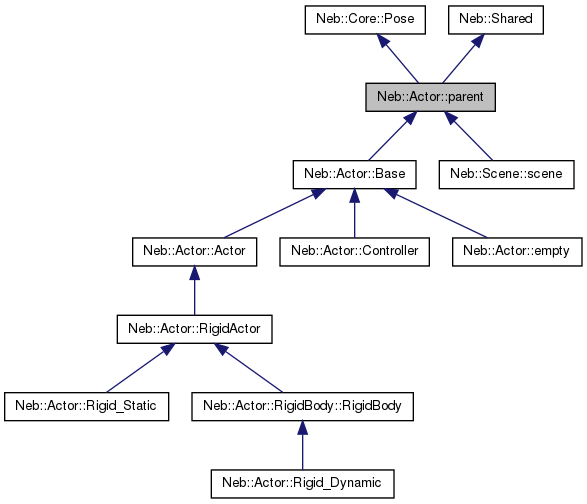 Neb::Core::Pose
Neb::Shared
Neb::Actor::parent
Neb::Actor::Base
Neb::Scene::scene
Neb::Actor::Actor
Neb::Actor::Controller
Neb::Actor::empty
Neb::Actor::RigidActor
Neb::Actor::Rigid_Static
Neb::Actor::RigidBody::RigidBody
Neb::Actor::Rigid_Dynamic